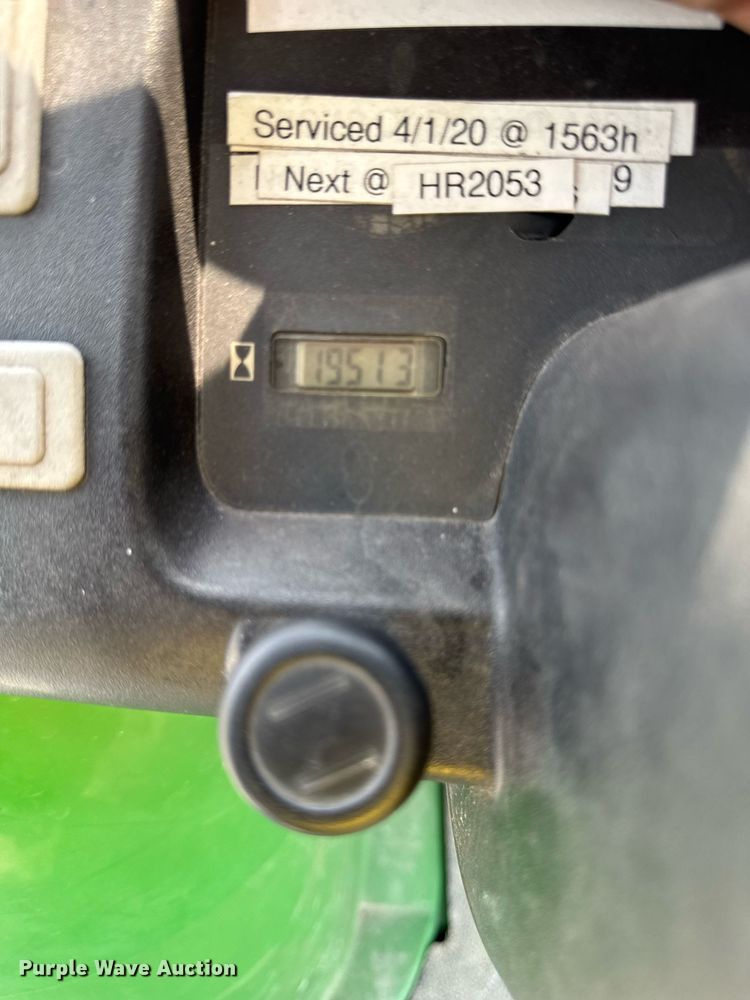 Serviced 4/1/20 @ 1563h
Next @ HR2053 9
19513
Purple Wave Auction